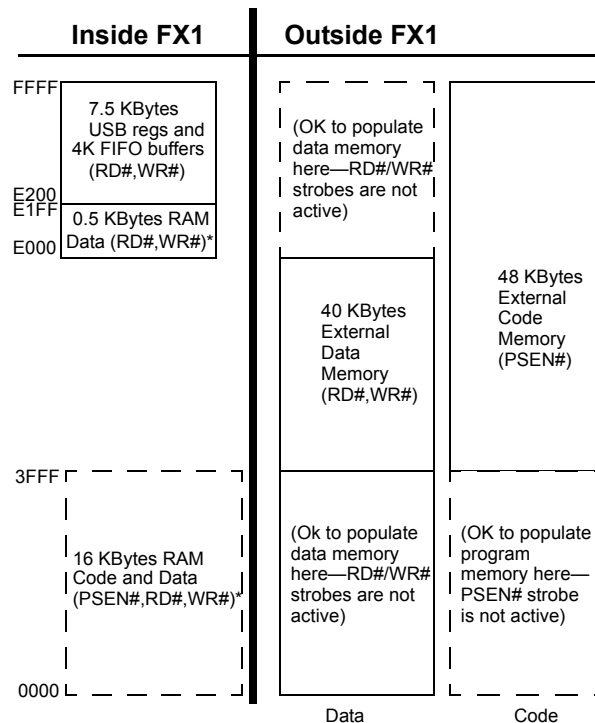 Inside FX1
Outside FX1
FFFF
7.5 KBytes
USB regs and
4K FIFO buffers
(RD#,WR#)
E200
E1FF
0.5 KBytes RAM
Data (RD#,WR#)*
E000
(OK to populate
data memory
here—RD#/WR#
strobes are not
active)
40 KBytes
External
Data
Memory
(RD#,WR#)
48 KBytes
External
Code
Memory
(PSEN#)
3FFF
16 KBytes RAM
Code and Data
(PSEN#,RD#,WR#)*
(Ok to populate
data memory
here—RD#/WR#
strobes are not
active)
(OK to populate
program
memory here—
PSEN# strobe
is not active)
0000
Data
Code